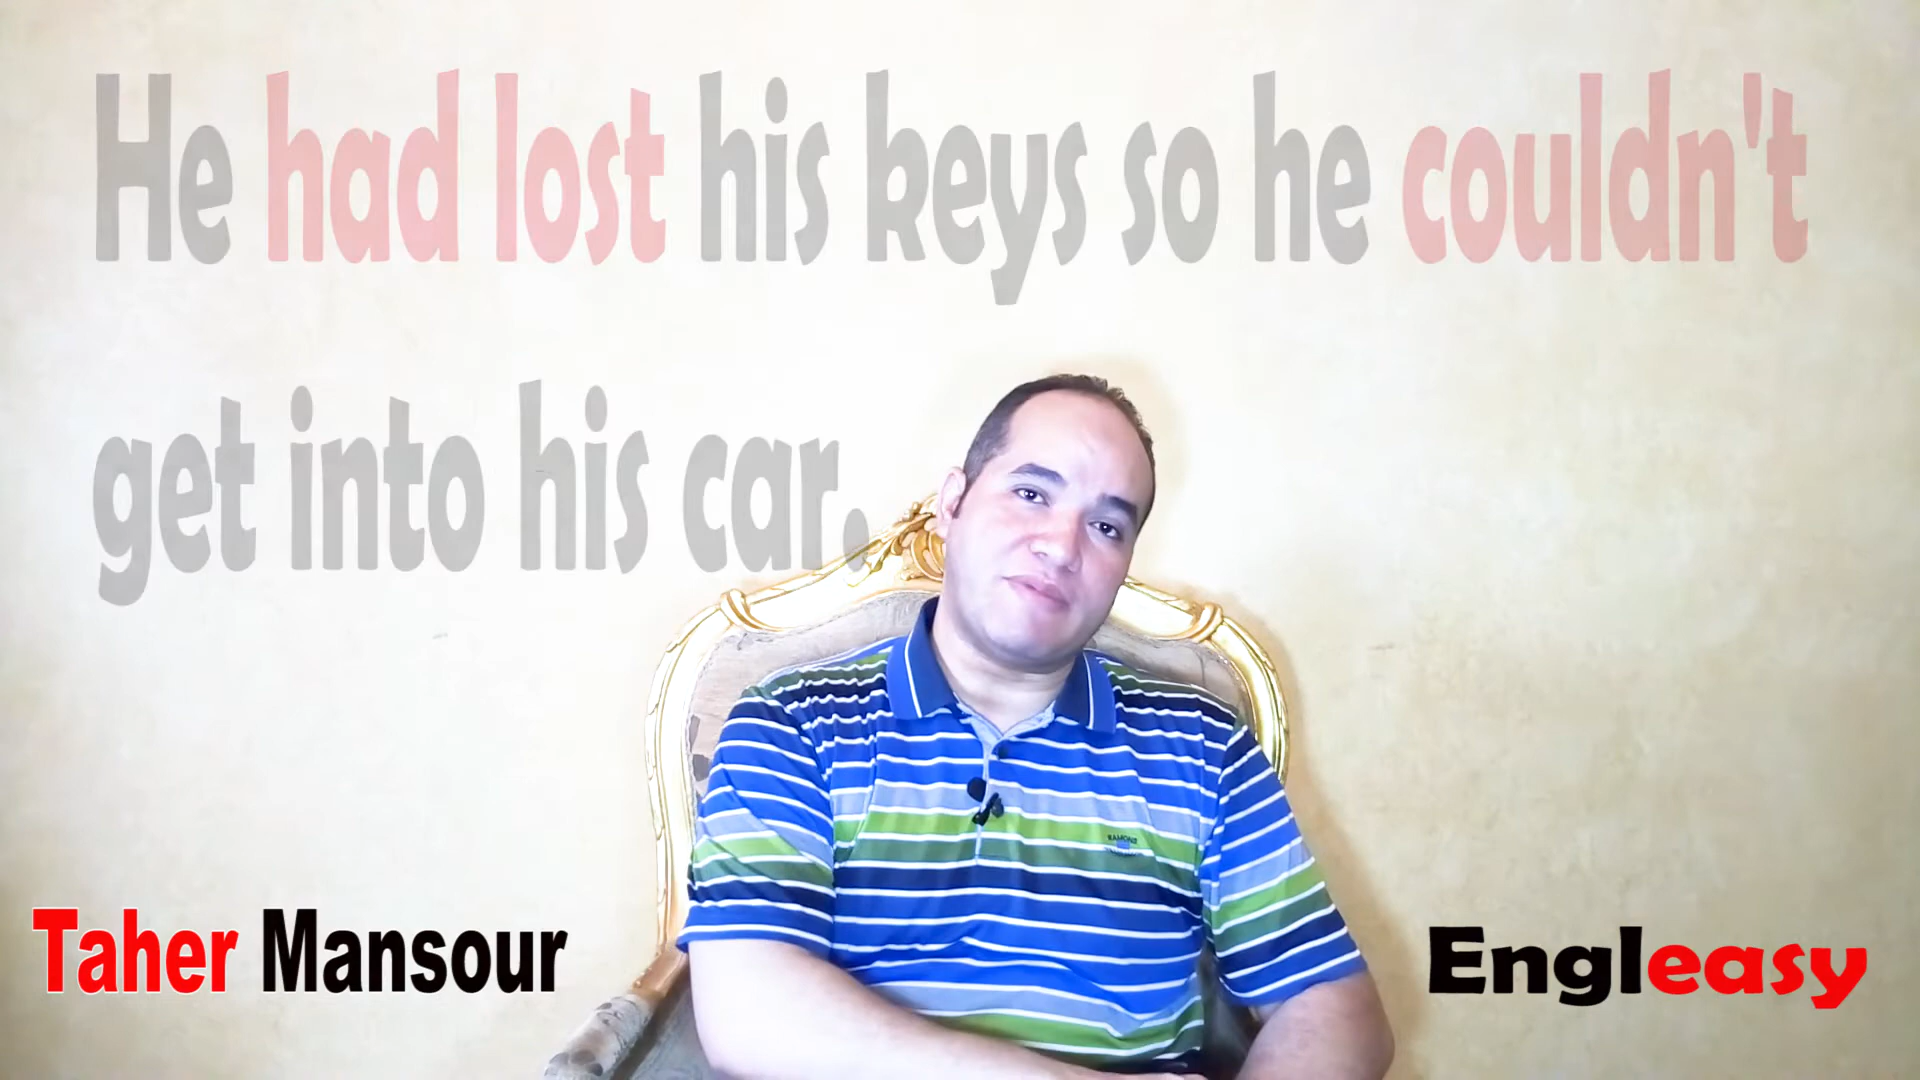 He had lost his keys so he couldn't
get into his car.
Taher Mansour
Engleasy